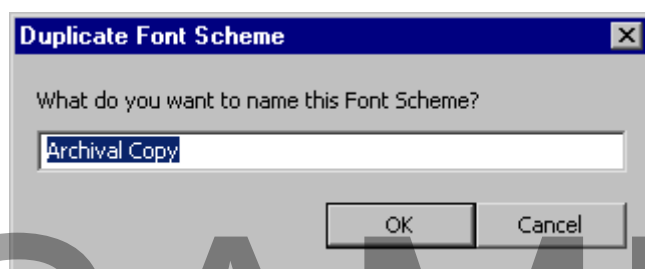 Duplicate Font Scheme
What do you want to name this Font Scheme?
Archival Copy
OK Cancel